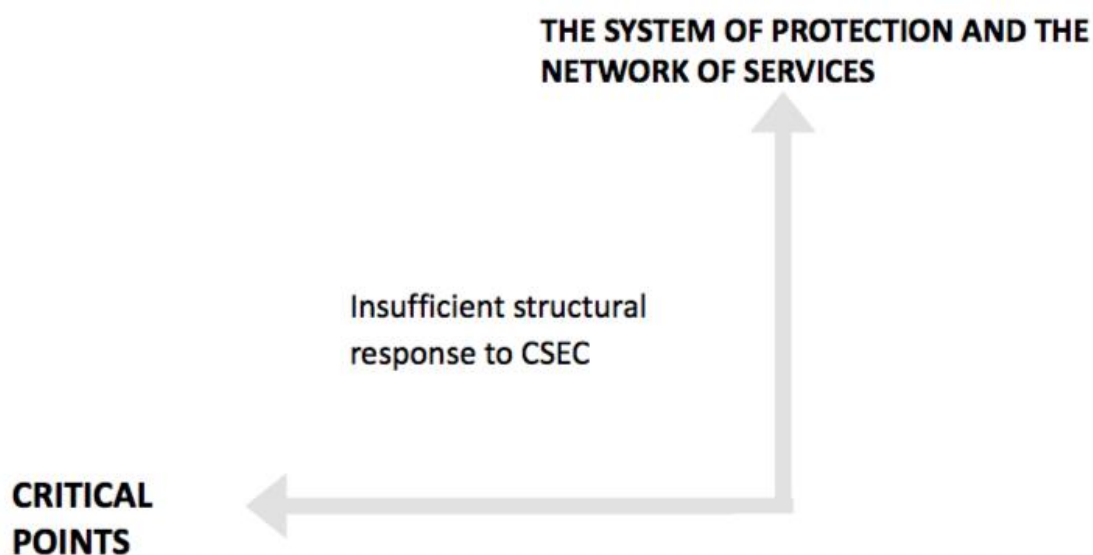 THE SYSTEM OF PROTECTION AND THE
NETWORK OF SERVICES
Insufficient structural
response to CSEC
CRITICAL
POINTS